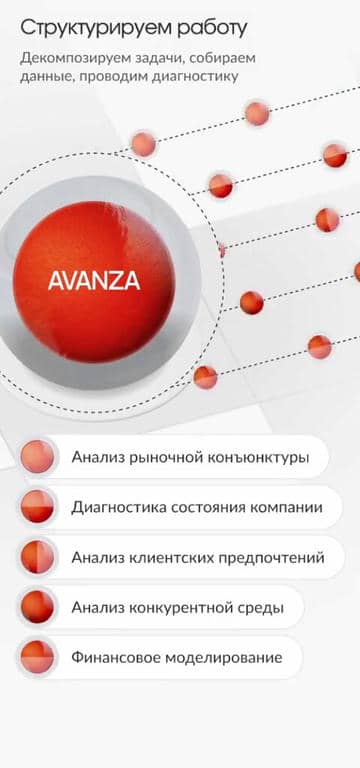 Структурируем работу
Декомпозируем задачи, собираем
данные, проводим диагностику
AVANZA
Анализ рыночной конъюнктуры
Диагностика состояния компании
Анализ клиентских предпочтений
Анализ конкурентной среды
Финансовое моделирование